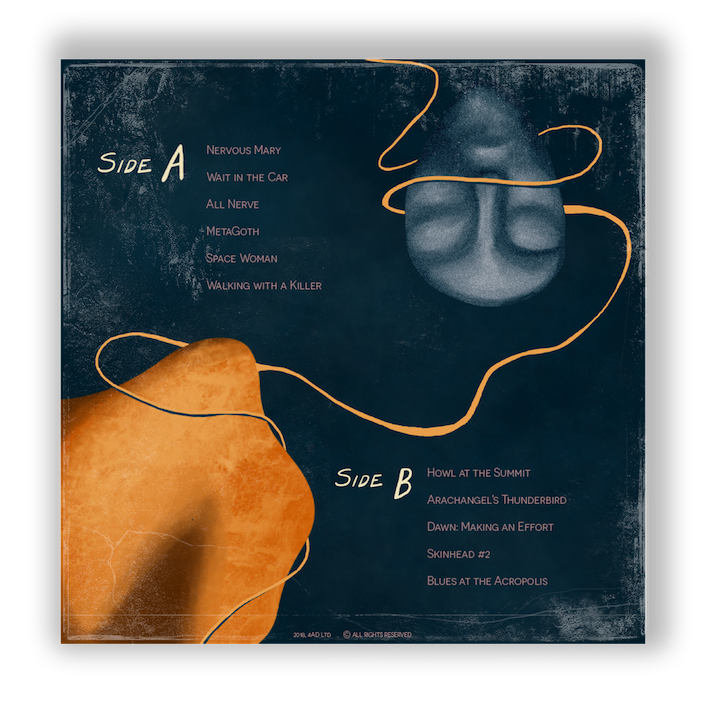 Side A
Nervous Mary
Wait in the Car
All Nerve
MetaGoth
Space Woman
Walking with a Killer
Side B
Howl at the Summit
Arachangel's Thunderbird
Dawn: Making an Effort
Skinhead #2
Blues at the Acropolis
2018, 4AD LTD © ALL RIGHTS RESERVED